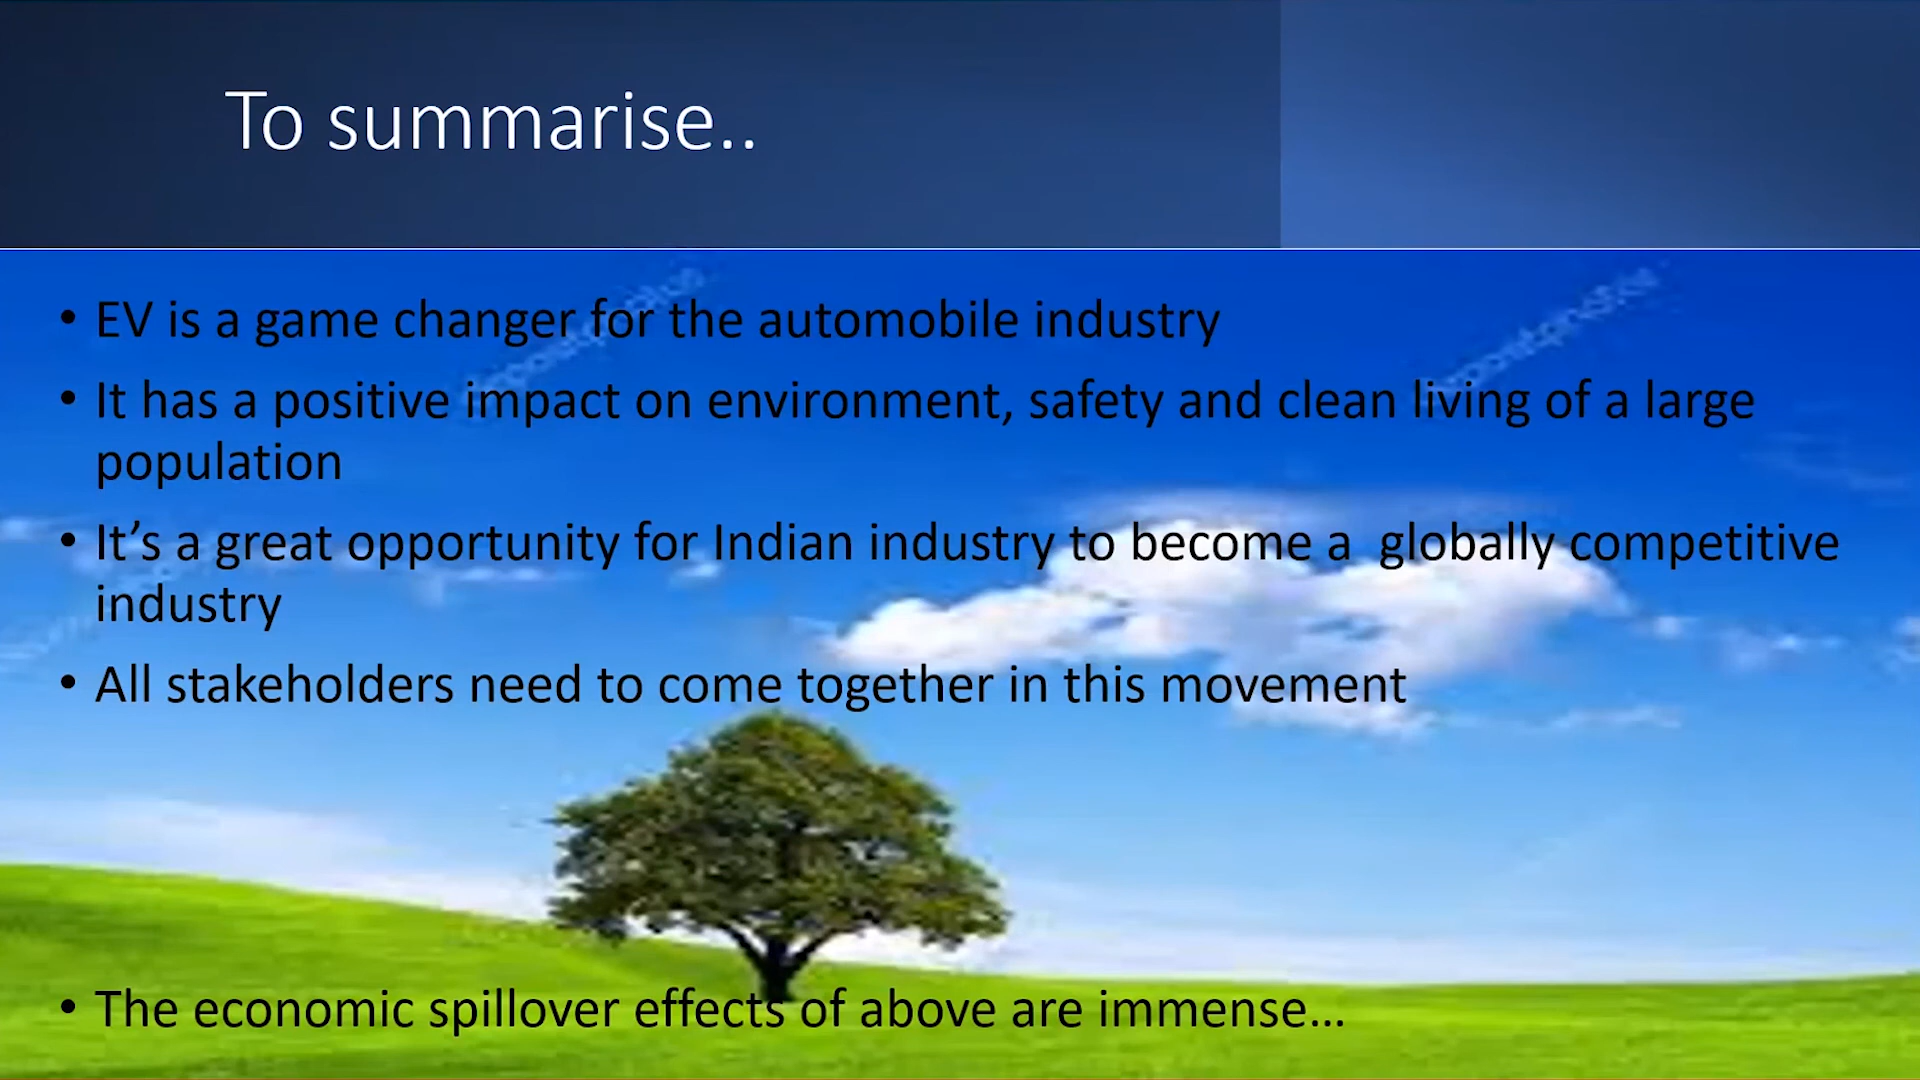 To summarise..
• EV is a game changer for the automobile industry
• It has a positive impact on environment, safety and clean living of a large
population
• It’s a great opportunity for Indian industry to become a  globally competitive
industry
• All stakeholders need to come together in this movement
• The economic spillover effects of above are immense...